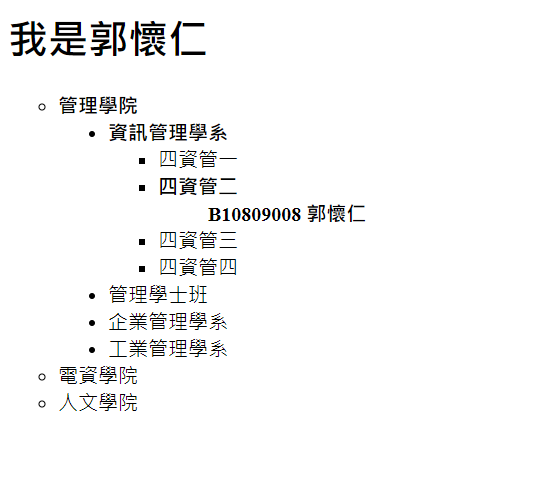 我是郭懷仁
管理學院
資訊管理學系
四資管一
四資管二
B10809008 郭懷仁
四資管三
四資管四
管理學士班
企業管理學系
工業管理學系
電資學院
人文學院